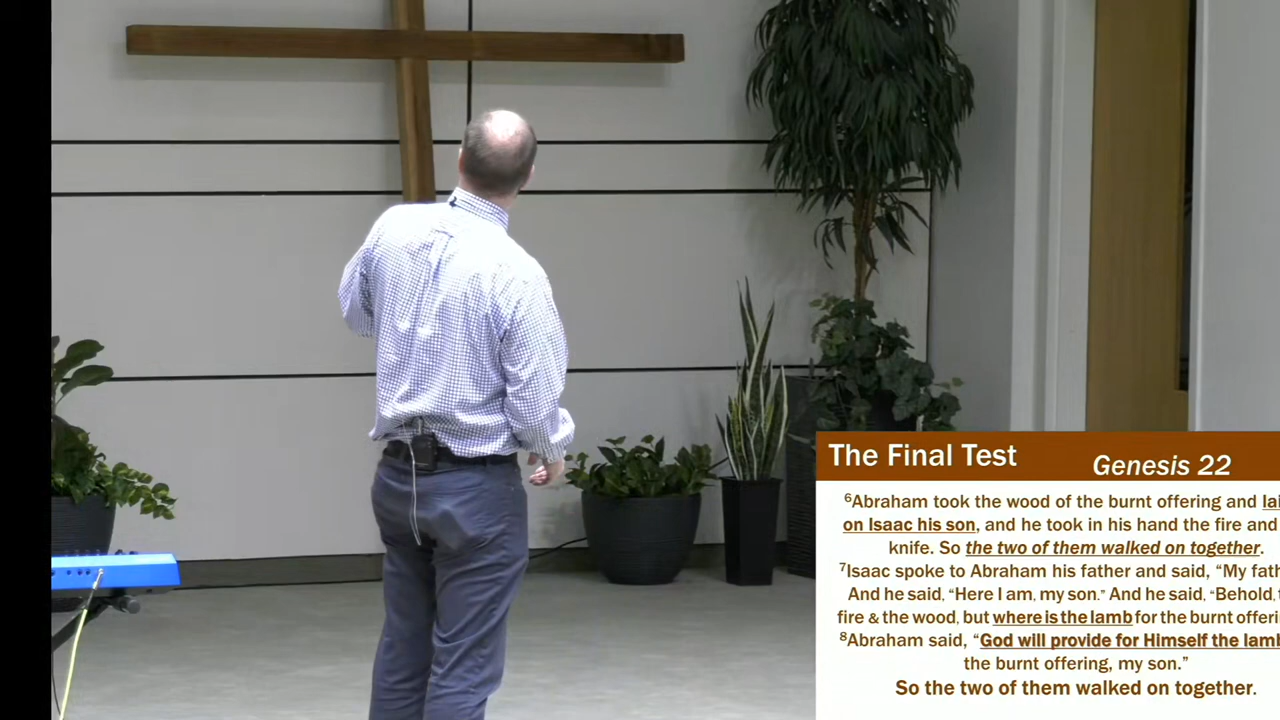 The Final Test
Genesis 22
⁶Abraham took the wood of the burnt offering and
on Isaac his son, and he took in his hand the fire and
knife. So the two of them walked on together.
⁷Isaac spoke to Abraham his father and said, “My
And he said, “Here I am, my son.” And he said, “Behold,
fire & the wood, but where is the lamb for the burnt
⁸Abraham said, “God will provide for Himself the lamb
the burnt offering, my son.”
So the two of them walked on together.